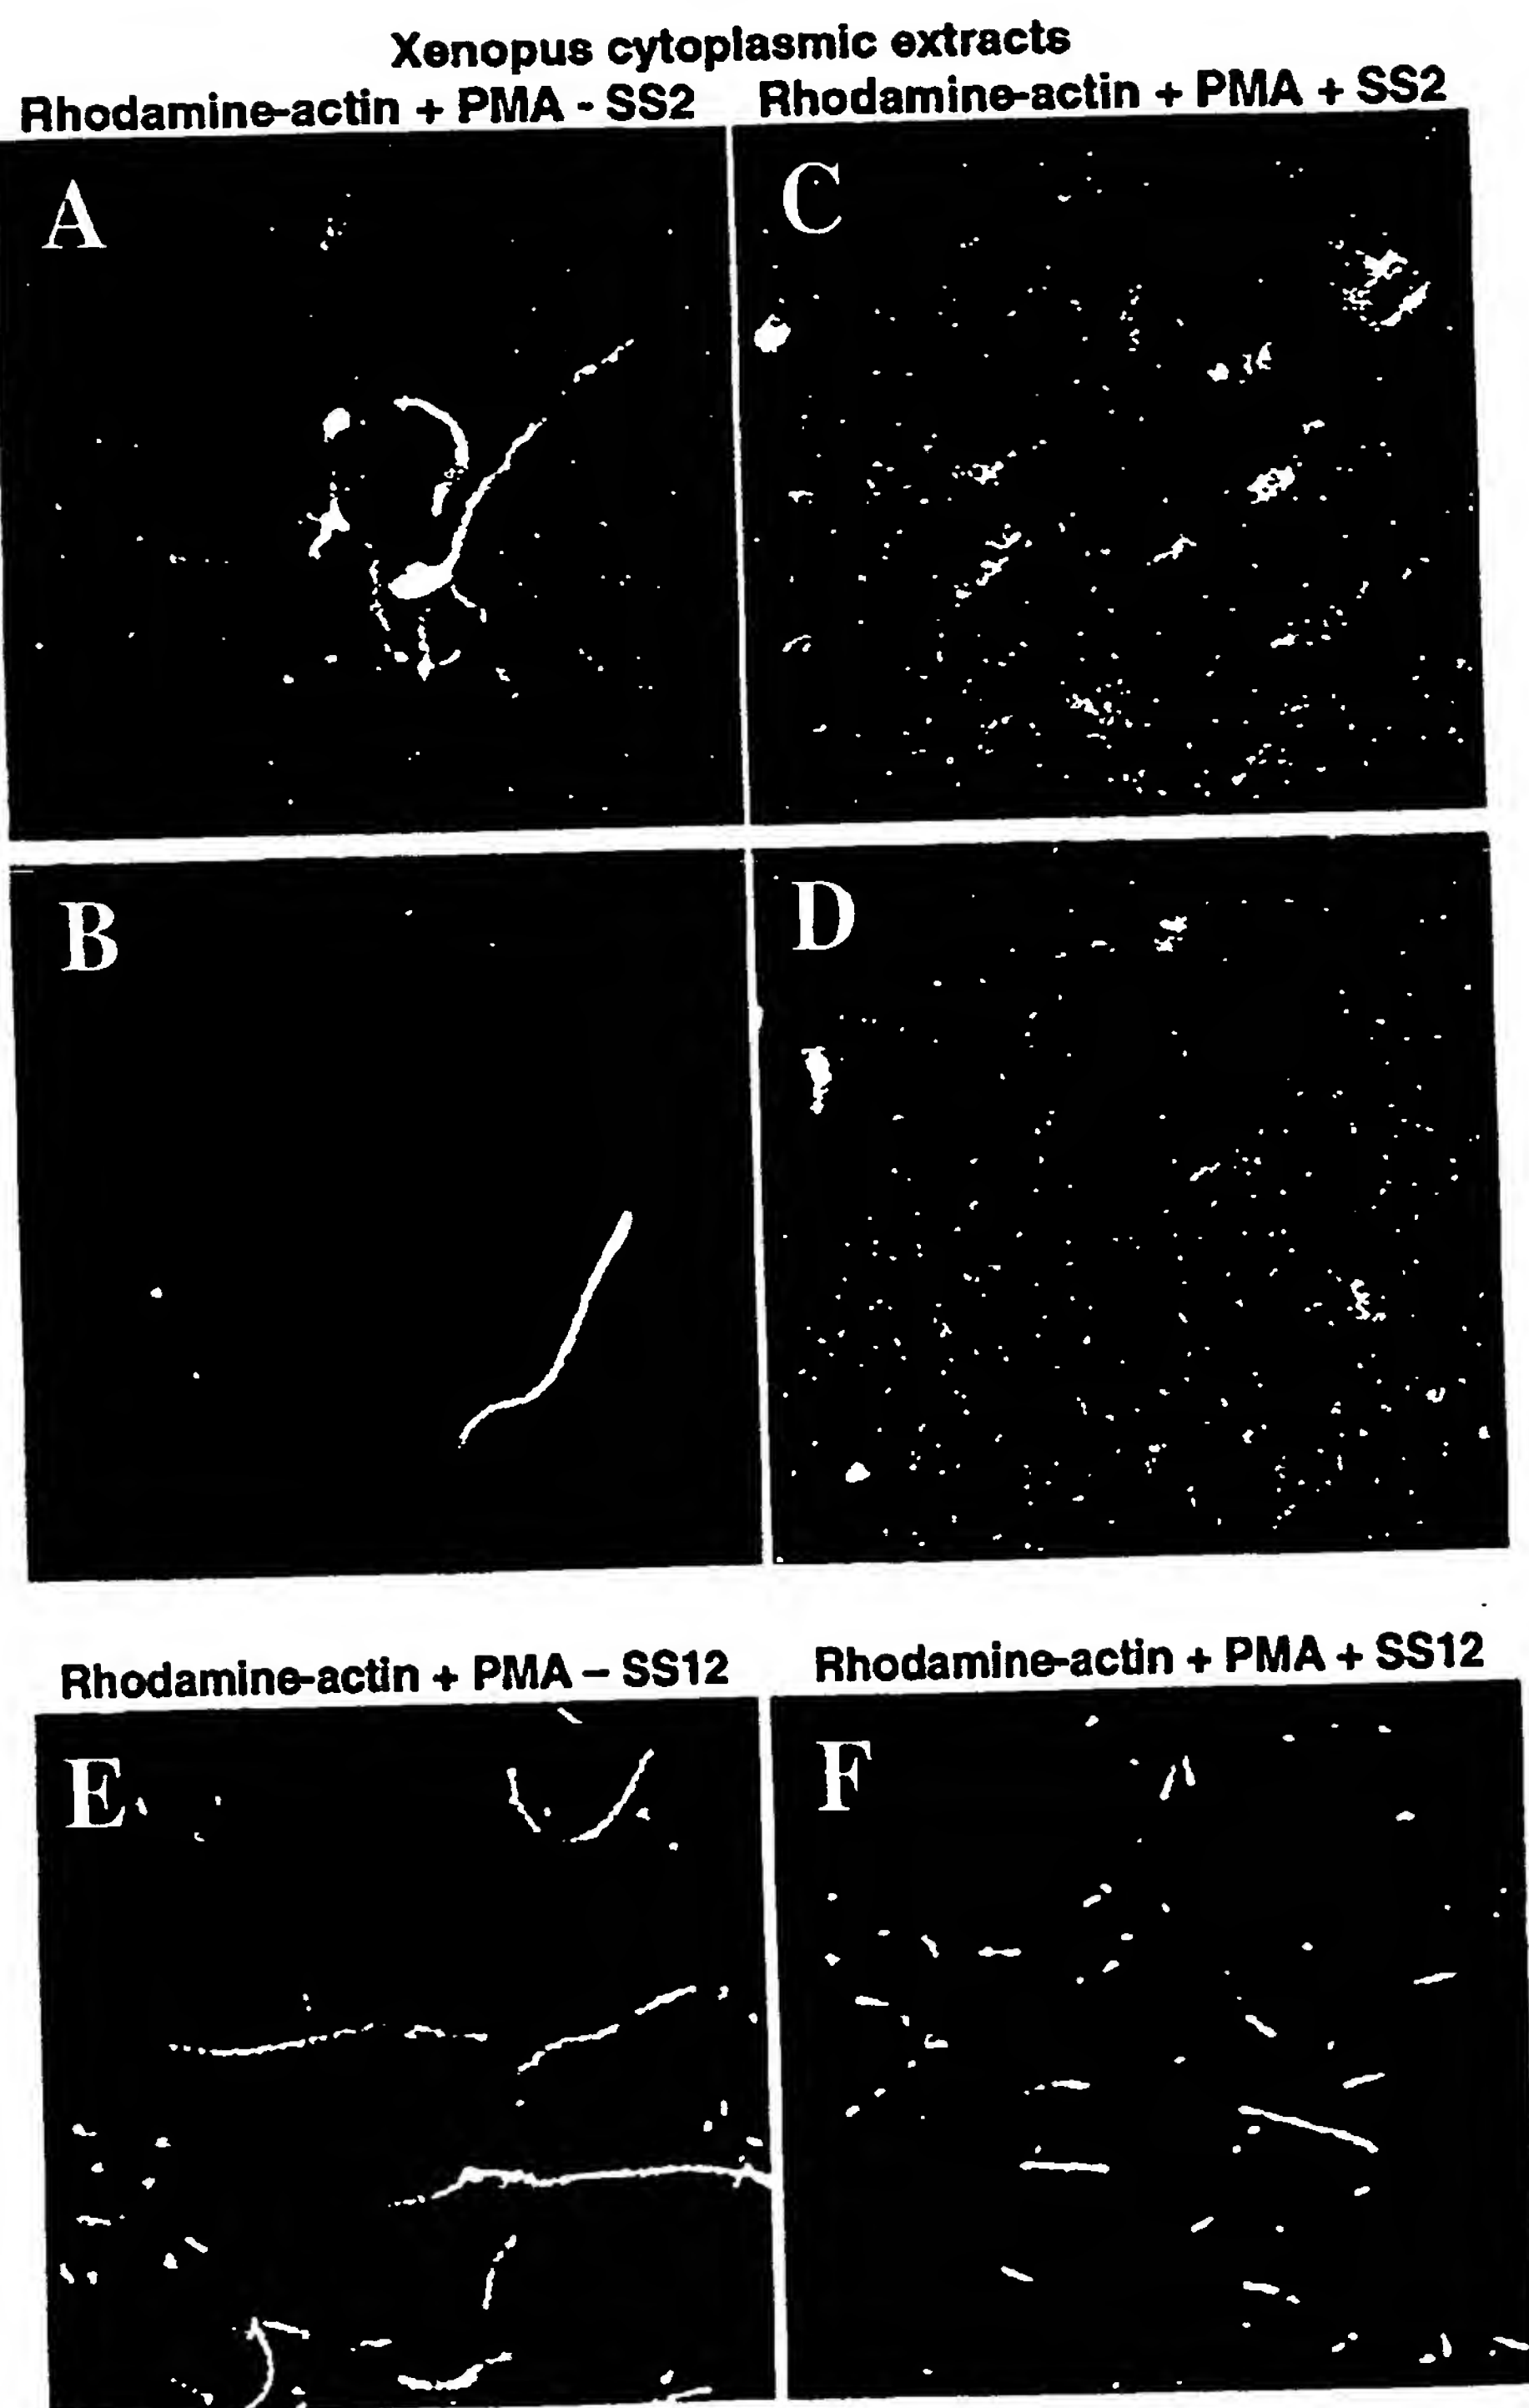 Xenopus cytoplasmic extracts
Rhodamine-actin + PMA - SS2 Rhodamine-actin + PMA + SS2
A C
B D
Rhodamine-actin + PMA – SS12 Rhodamine-actin + PMA + SS12
E F